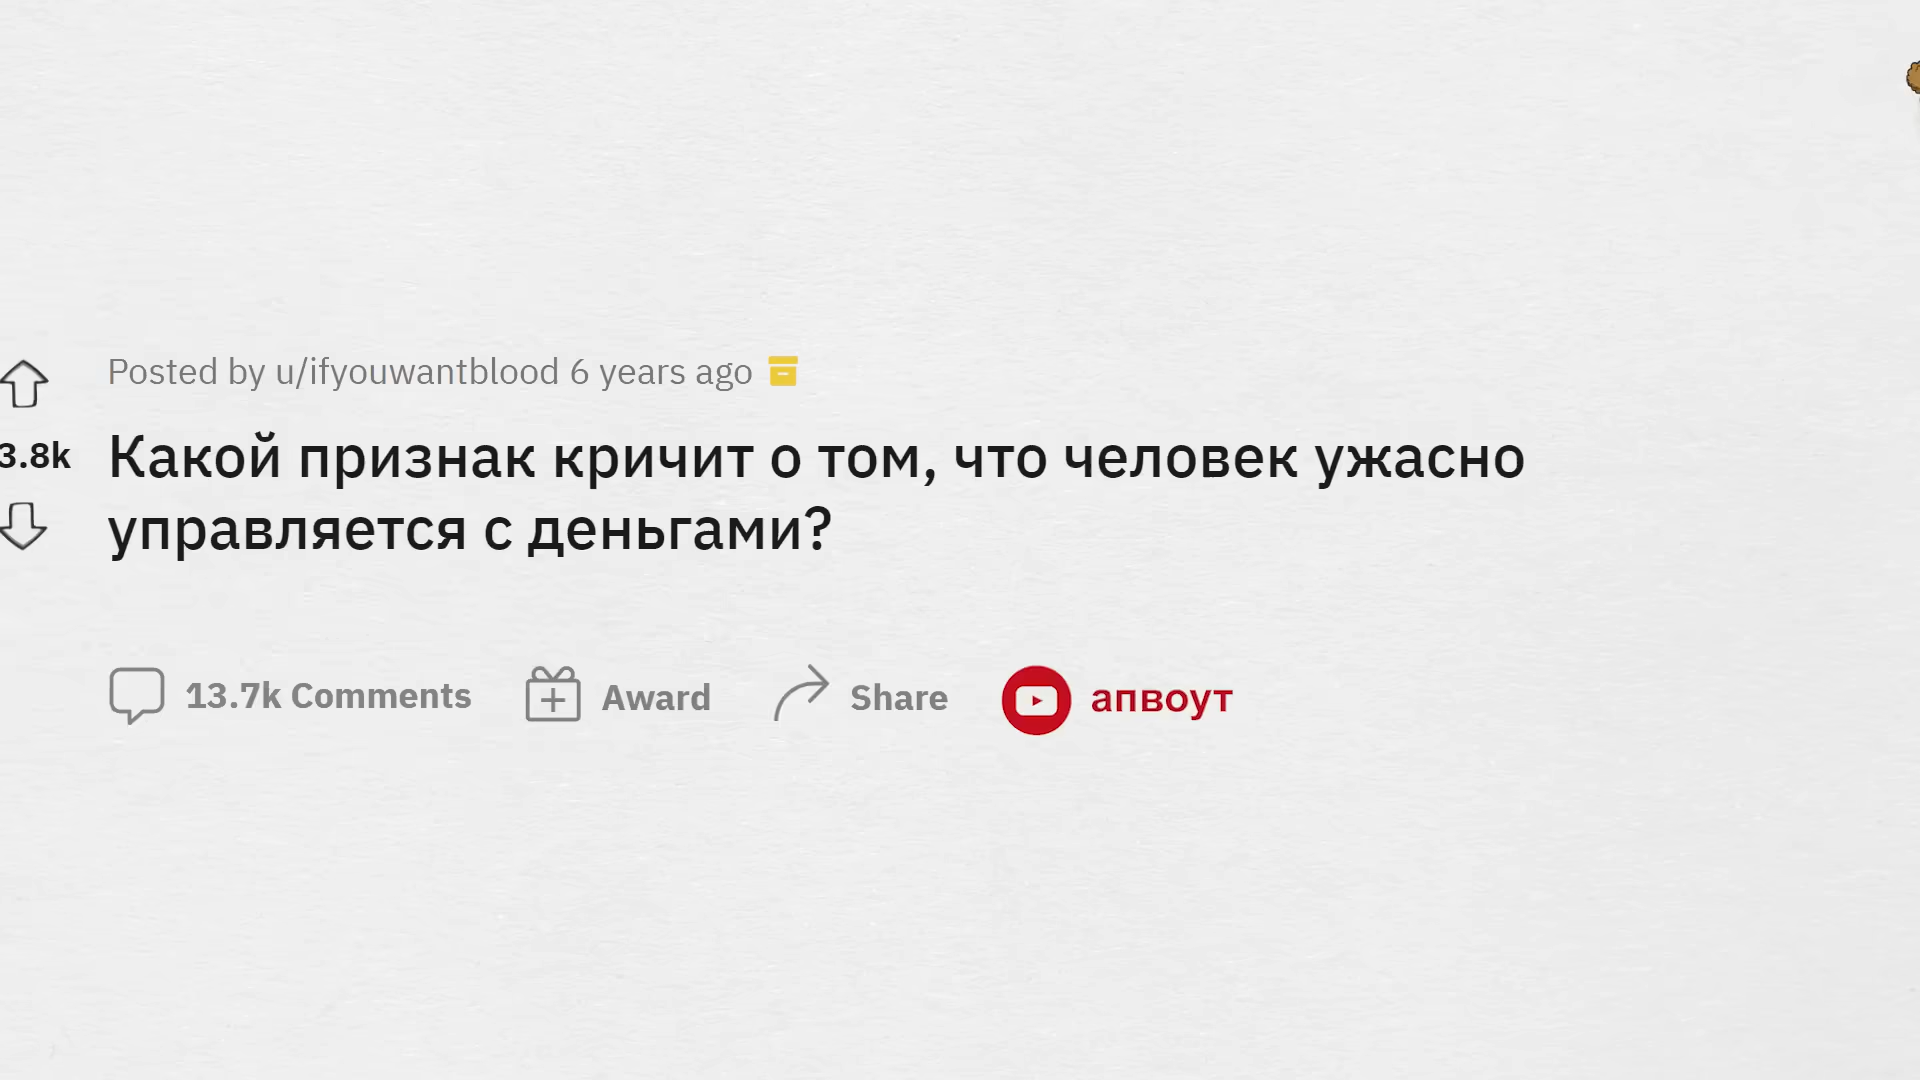 Posted by u/ifyouwantblood 6 years ago
3.8k
Какой признак кричит о том, что человек ужасно
управляется с деньгами?
13.7k Comments Award Share апвоут